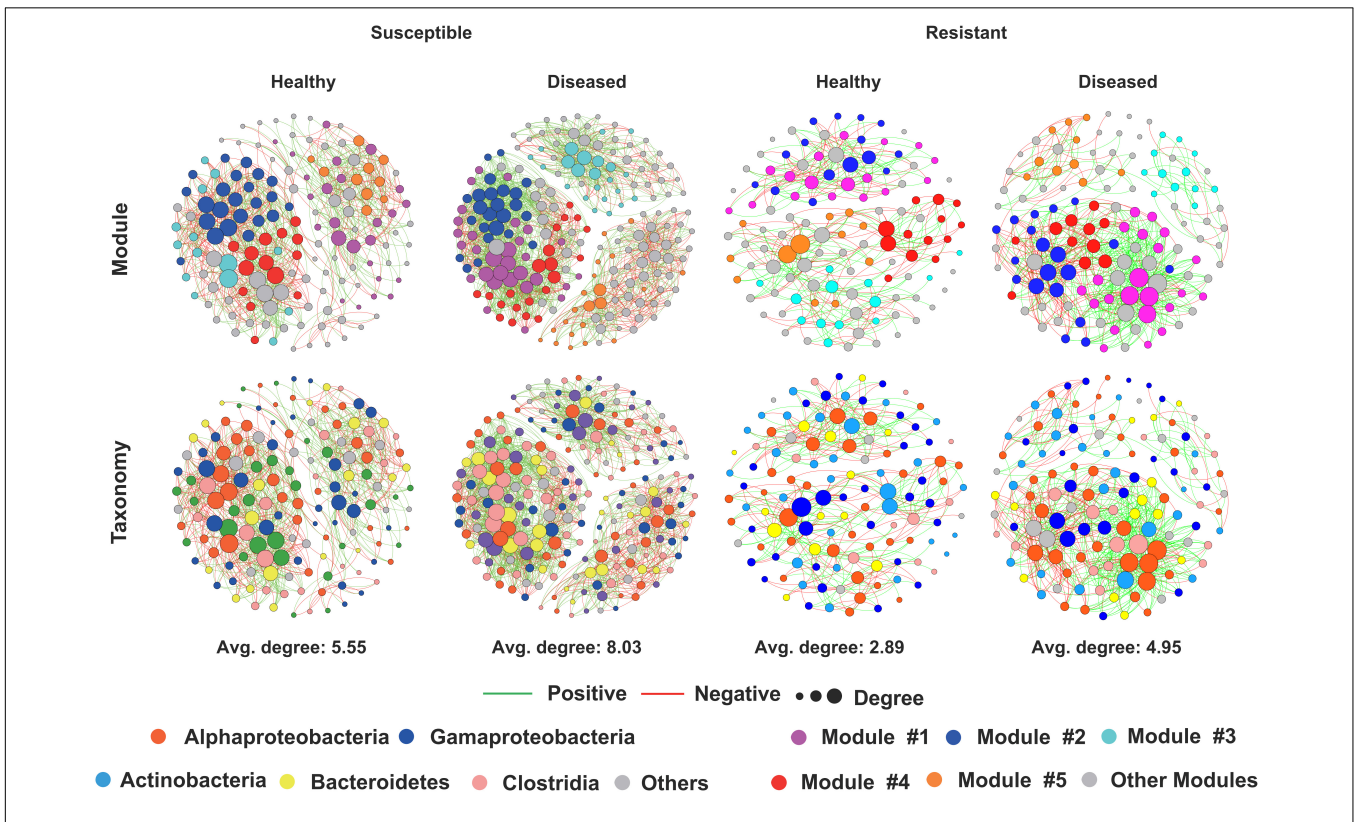 Susceptible Resistant
Healthy Diseased Healthy Diseased
Module
Taxonomy
Avg. degree: 5.55 Avg. degree: 8.03 Avg. degree: 2.89 Avg. degree: 4.95
Positive Negative Degree
Alphaproteobacteria Gamaproteobacteria Module #1 Module #2 Module #3
Actinobacteria Bacteroidetes Clostridia Others Module #4 Module #5 Other Modules